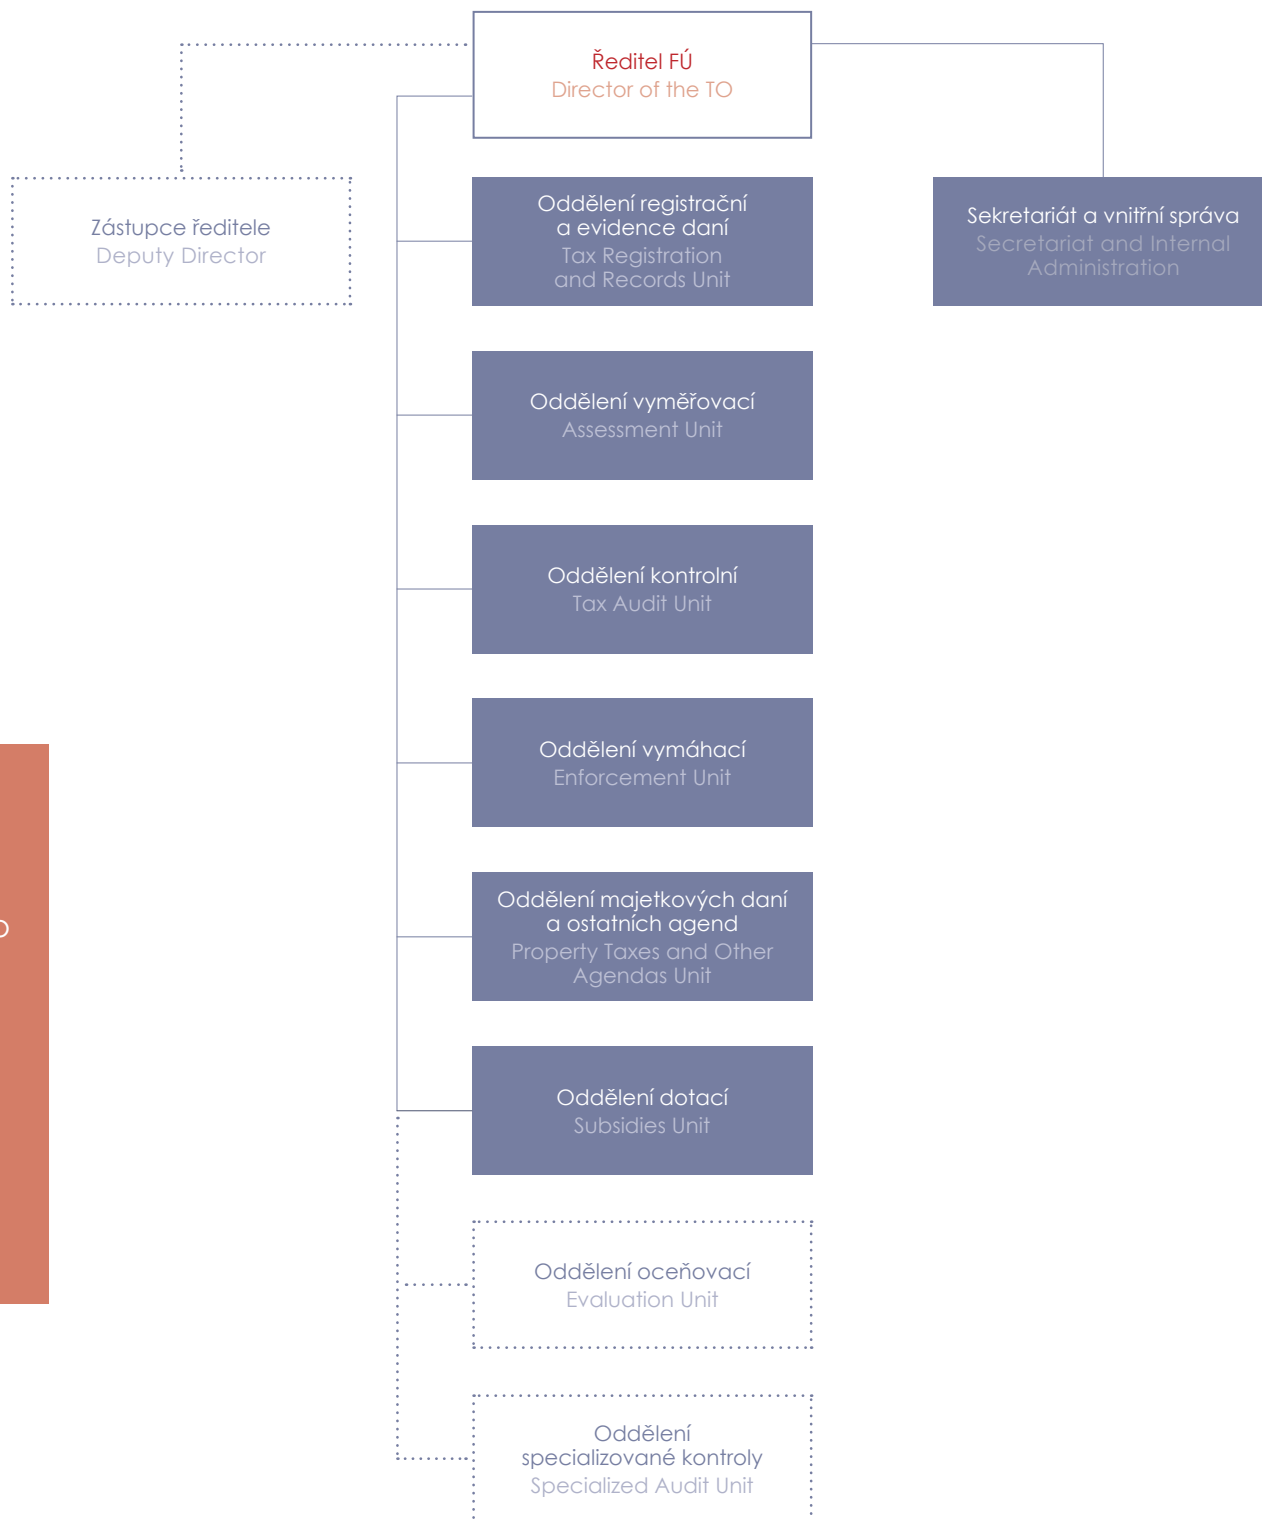 Ředitel FÚ
Director of the TO
Zástupce ředitele
Deputy Director
Oddělení registrační
a evidence daní
Tax Registration
and Records Unit
Sekretariát a vnitřní správa
Secretariat and Internal
Administration
Oddělení vyměřovací
Assessment Unit
Oddělení kontrolní
Tax Audit Unit
Oddělení vymáhací
Enforcement Unit
Oddělení majetkových daní
a ostatních agend
Property Taxes and Other
Agendas Unit
Oddělení dotací
Subsidies Unit
Oddělení oceňovací
Evaluation Unit
Oddělení
specializované kontroly
Specialized Audit Unit